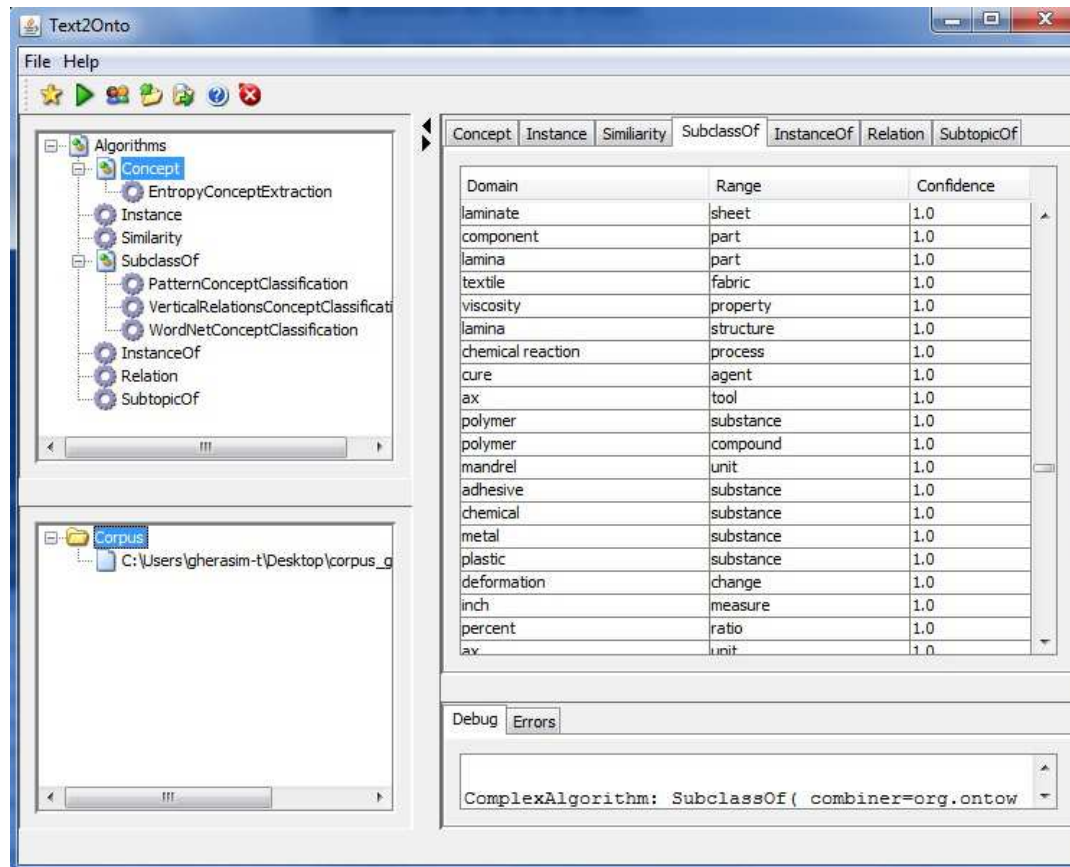 Text2Onto
File Help
Algorithms
Concept
EntropyConceptExtraction
Instance
Similarity
SubclassOf
PatternConceptClassification
VerticalRelationsConceptClassificati
WordNetConceptClassification
InstanceOf
Relation
SubtopicOf
Corpus
C:\Users\gherasim-t\Desktop\corpus_g
Concept Instance Similiarity SubclassOf InstanceOf Relation SubtopicOf
Domain Range Confidence
laminate sheet 1.0
component part 1.0
lamina part 1.0
textile fabric 1.0
viscosity property 1.0
lamina structure 1.0
chemical reaction process 1.0
cure agent 1.0
ax tool 1.0
polymer substance 1.0
polymer compound 1.0
mandrel unit 1.0
adhesive substance 1.0
chemical substance 1.0
metal substance 1.0
plastic substance 1.0
deformation change 1.0
inch measure 1.0
percent ratio 1.0
ax unit 1.0
Debug Errors
ComplexAlgorithm: SubclassOf( combiner=org.ontow